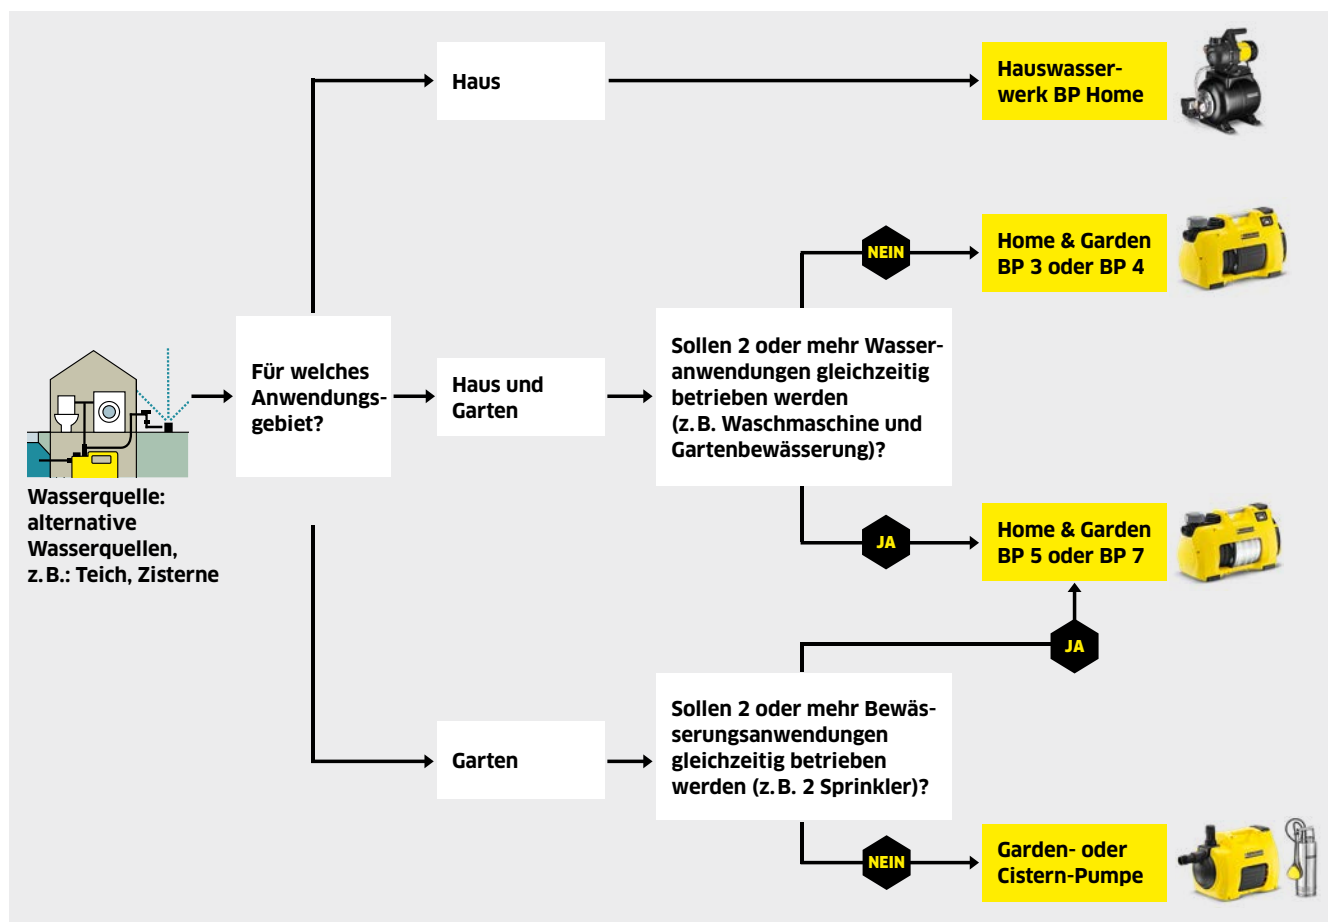 Haus
Hauswasser-
werk BP Home
NEIN
Home & Garden
BP 3 oder BP 4
Für welches
Anwendungs-
gebiet?
Haus und
Garten
Sollen 2 oder mehr Wasser-
anwendungen gleichzeitig
betrieben werden
(z.B. Waschmaschine und
Gartenbewässerung)?
Wasserquelle:
alternative
Wasserquellen,
z.B.: Teich, Zisterne
JA
Home & Garden
BP 5 oder BP 7
JA
Garten
Sollen 2 oder mehr Bewäs-
serungsanwendungen
gleichzeitig betrieben
werden (z.B. 2 Sprinkler)?
NEIN
Garden- oder
Cistern-Pumpe